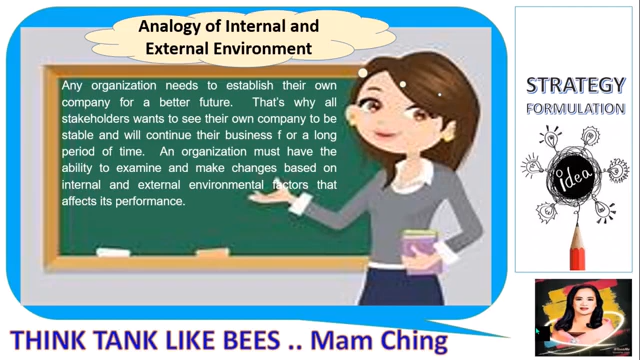 Analogy of Internal and
External Environment
Any organization needs to establish their own
company for a better future. That's why all
stakeholders wants to see their own company to be
stable and will continue their business f or a long
period of time. An organization must have the
ability to examine and make changes based on
internal and external environmental factors that
affects its performance.
STRATEGY
FORMULATION
idea
THINK TANK LIKE BEES .. Mam Ching